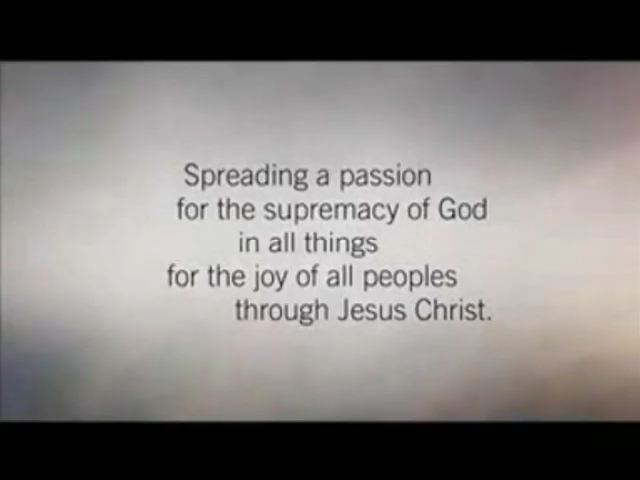 Spreading a passion
for the supremacy of God
in all things
for the joy of all peoples
through Jesus Christ.